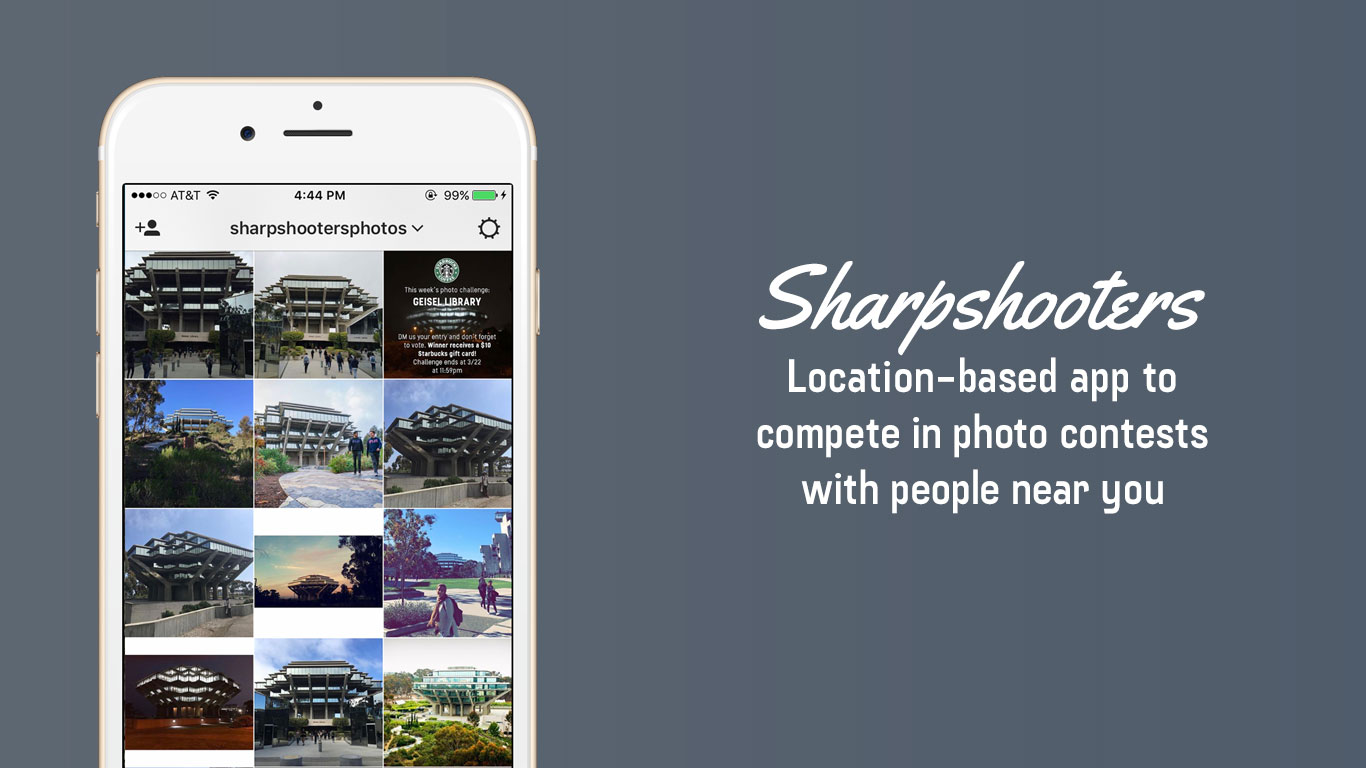 AT&T 4:44 PM 99%
sharpshootersphotos
This week's photo challenge:
GEISEL LIBRARY
DM us your entry and don't forget
to vote. Winner receives a $10
Starbucks gift card!
Challenge ends at 3/22
at 11:59pm
Sharpshooters
Location-based app to
compete in photo contests
with people near you